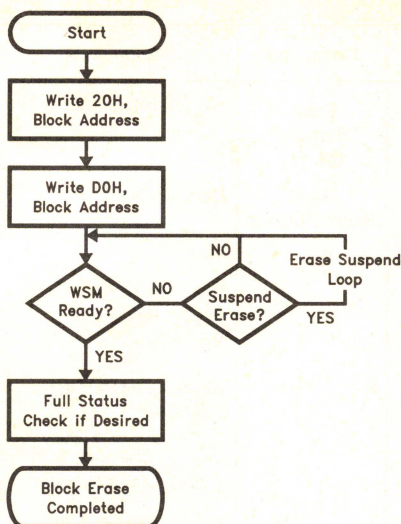 Start
Write 20H,
Block Address
Write D0H,
Block Address
NO
Erase Suspend
Loop
WSM
Ready?
NO
Suspend
Erase?
YES
YES
Full Status
Check if Desired
Block Erase
Completed